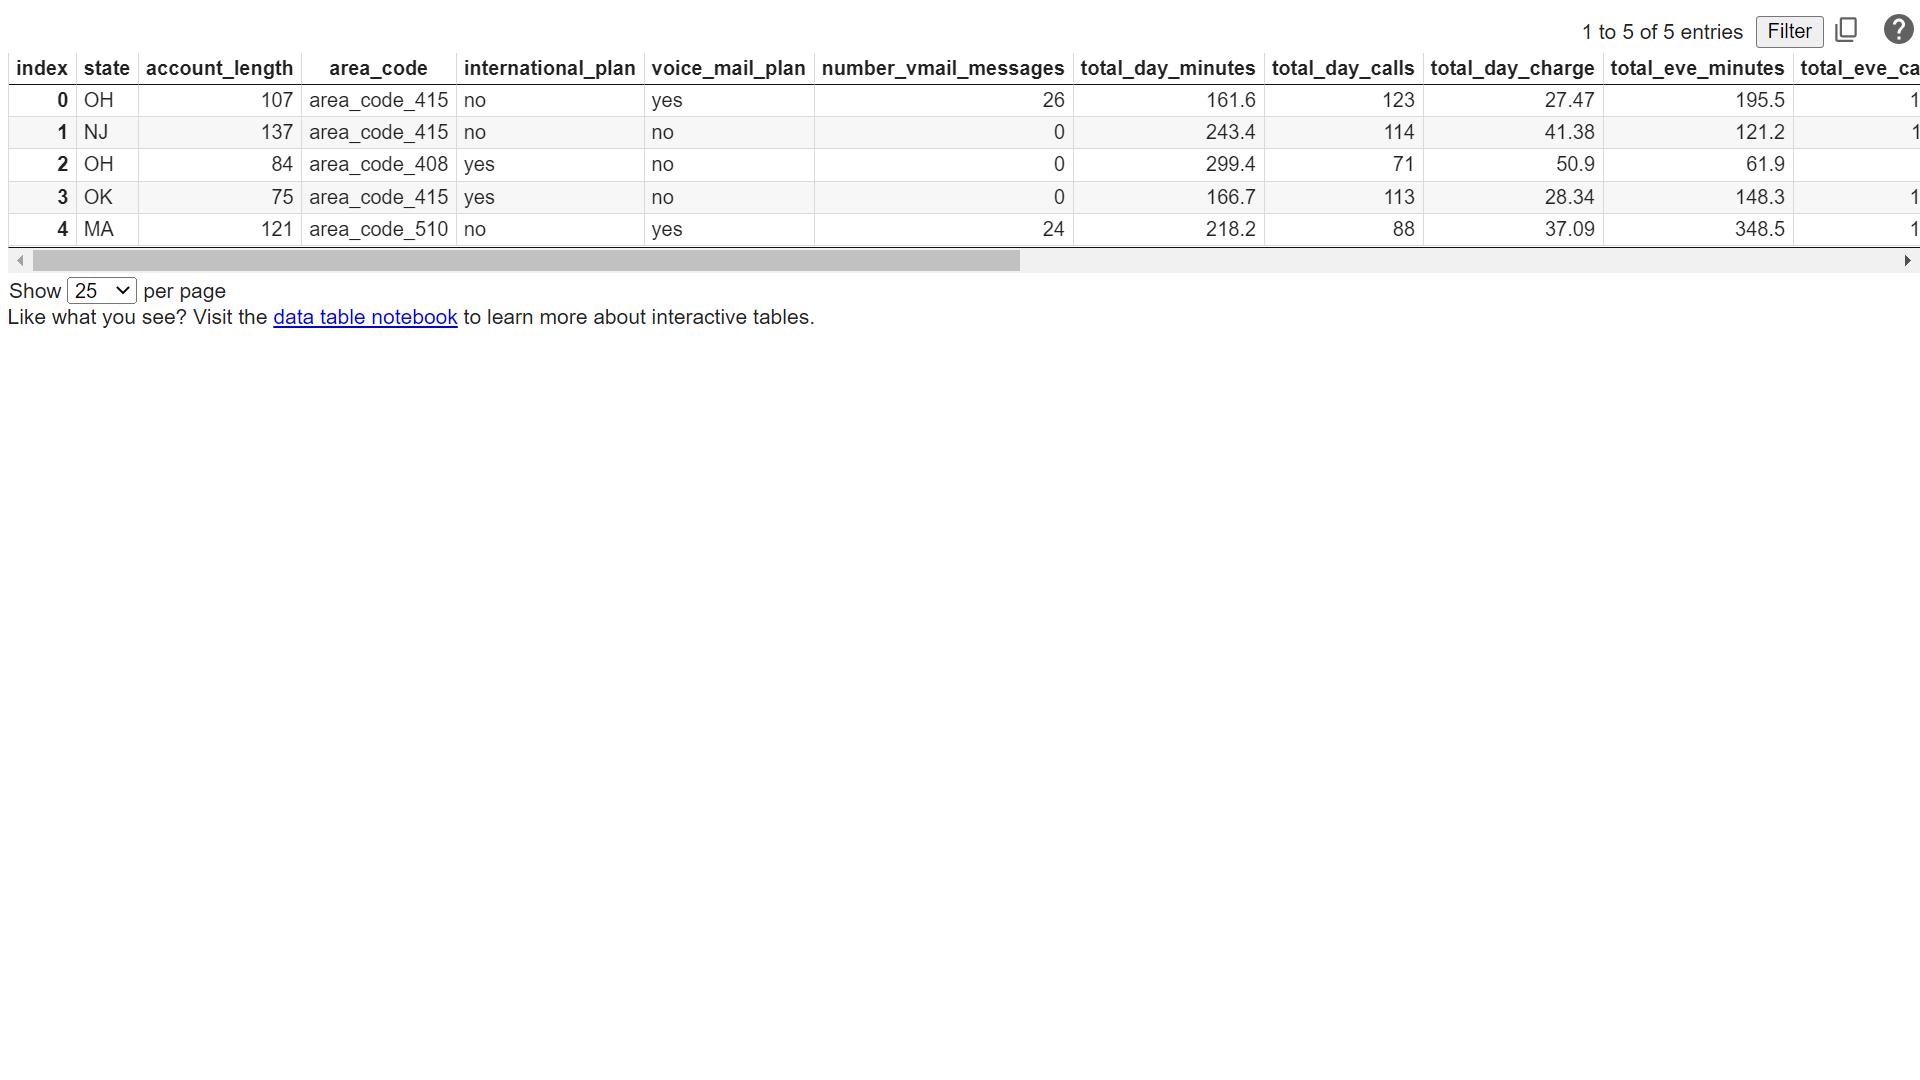 1 to 5 of 5 entries Filter
index state account_length area_code international_plan voice_mail_plan number_vmail_messages total_day_minutes total_day_calls total_day_charge total_eve_minutes total_eve_ca
0 OH 107 area_code_415 no yes 26 161.6 123 27.47 195.5 1
1 NJ 137 area_code_415 no no 0 243.4 114 41.38 121.2 1
2 OH 84 area_code_408 yes no 0 299.4 71 50.9 61.9
3 OK 75 area_code_415 yes no 0 166.7 113 28.34 148.3 1
4 MA 121 area_code_510 no yes 24 218.2 88 37.09 348.5 1
Show 25 per page
Like what you see? Visit the data table notebook to learn more about interactive tables.